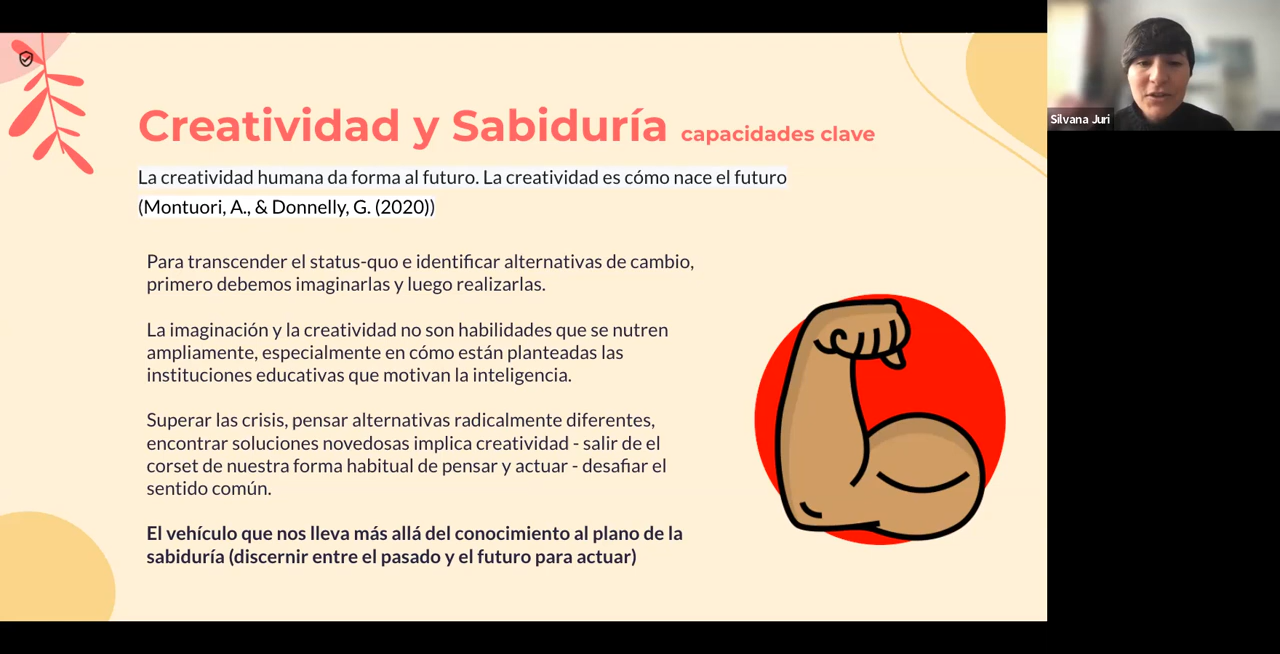 Creatividad y Sabiduría capacidades clave
La creatividad humana da forma al futuro. La creatividad es cómo nace el futuro
(Montuori, A., & Donnelly, G. (2020))
Para transcender el status-quo e identificar alternativas de cambio,
primero debemos imaginarlas y luego realizarlas.
La imaginación y la creatividad no son habilidades que se nutren
ampliamente, especialmente en cómo están planteadas las
instituciones educativas que motivan la inteligencia.
Superar las crisis, pensar alternativas radicalmente diferentes,
encontrar soluciones novedosas implica creatividad - salir de el
corset de nuestra forma habitual de pensar y actuar - desafiar el
sentido común.
El vehículo que nos lleva más allá del conocimiento al plano de la
sabiduría (discernir entre el pasado y el futuro para actuar)
Silvana Juri